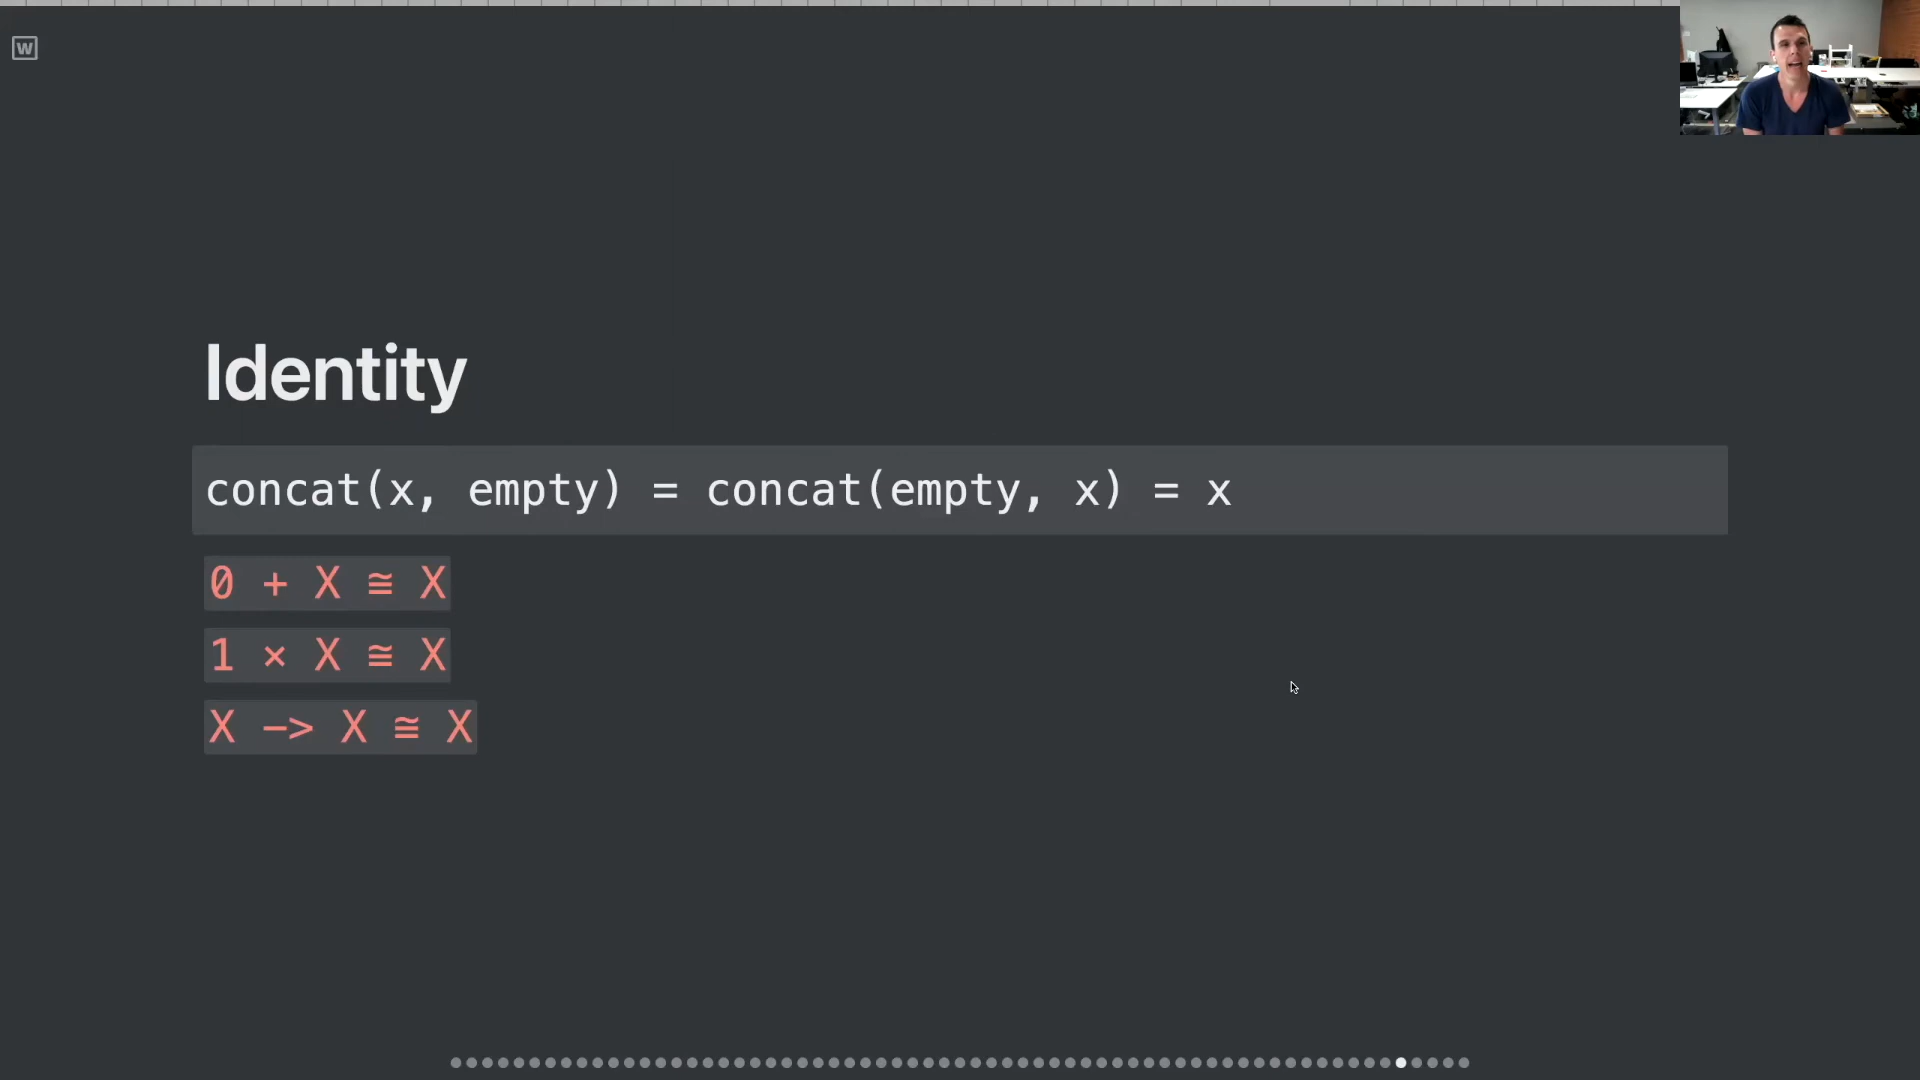 W
Identity
concat(x, empty) = concat(empty, x) = x
0 + X ≅ X
1 × X ≅ X
X —> X ≅ X